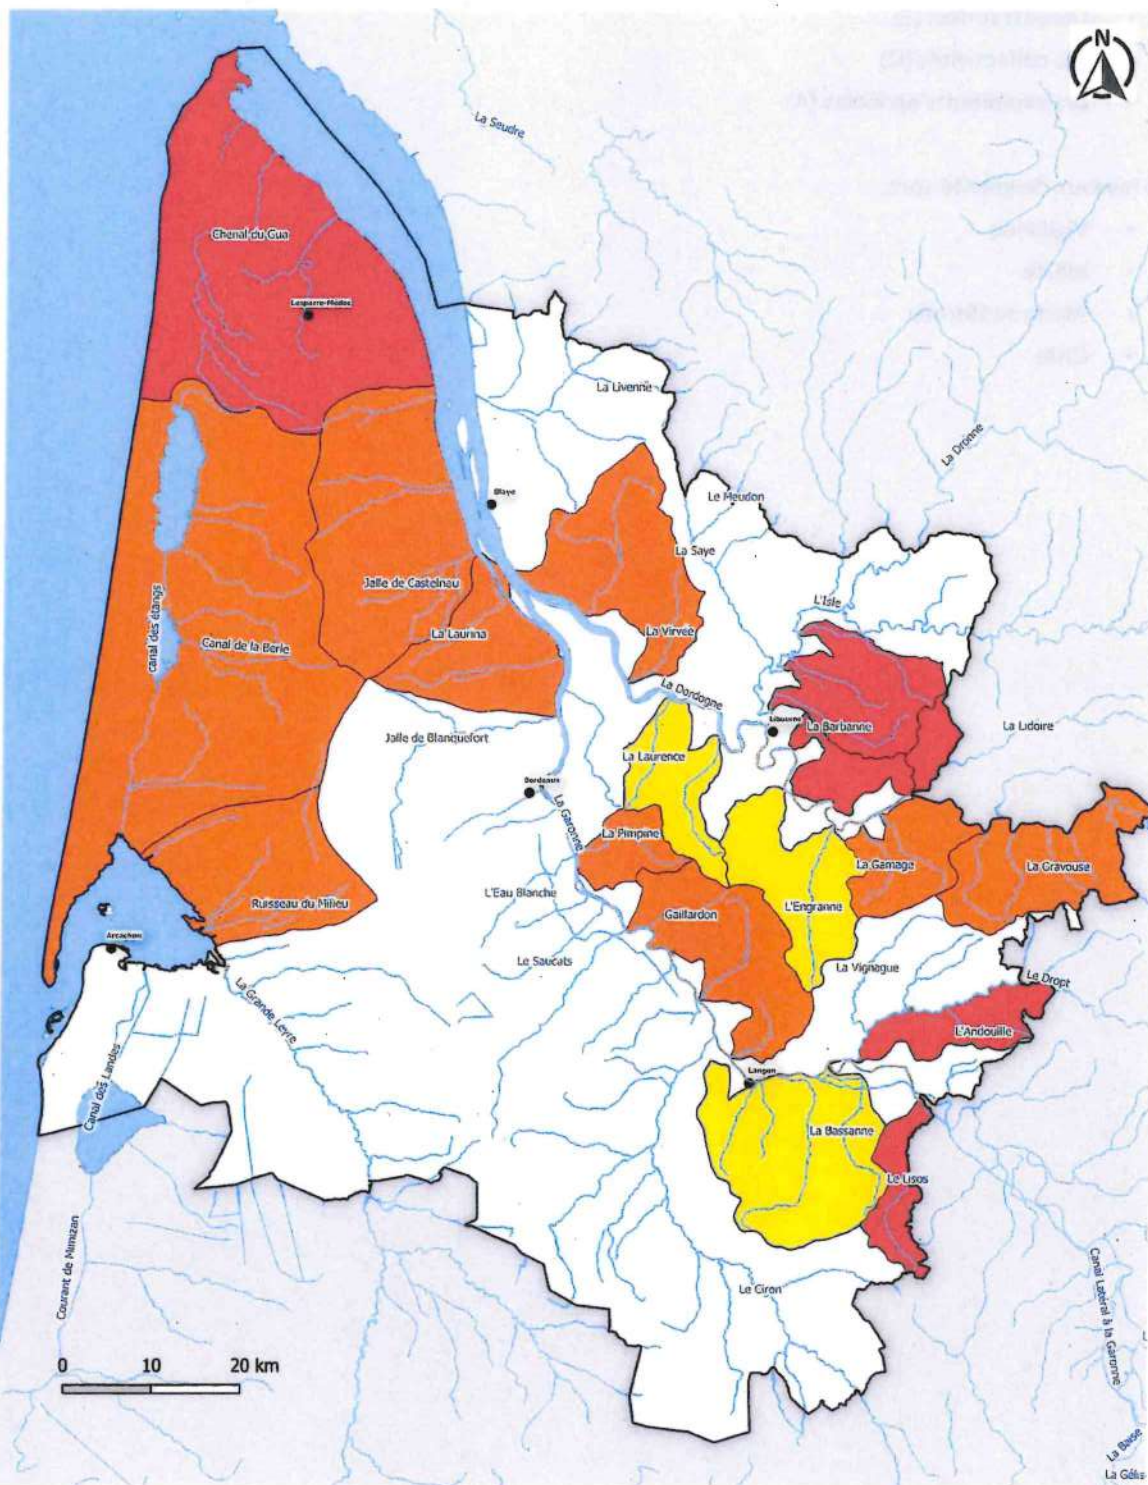 N
La Seudre
Chenal du Gua
Lesparre-Médoc
La Livenne
La Dronne
Blaye
Le Meudon
La Saye
Jalle de Castelnau
L'Isle
canal des étangs
La Laurina
La Virvée
Canal de la Berle
La Dordogne
La Barbanne
Libourne
La Lidoire
Jalle de Blanquefort
La Laurence
Bordeaux
La Garonne
La Pimpine
La Gamage
La Gravouse
L'Eau Blanche
Ruisseau du Milieu
Gaillardon
L'Engranne
Arcachon
Le Saucats
La Vignague
Le Dropt
La Grande Leyre
L'Andouille
Canal des Landes
Langon
La Bassanne
Le Lisos
Courant de Mimizan
Le Ciron
Canal Latéral à la Garonne
0 10 20 km
La Baïse
La Gélis